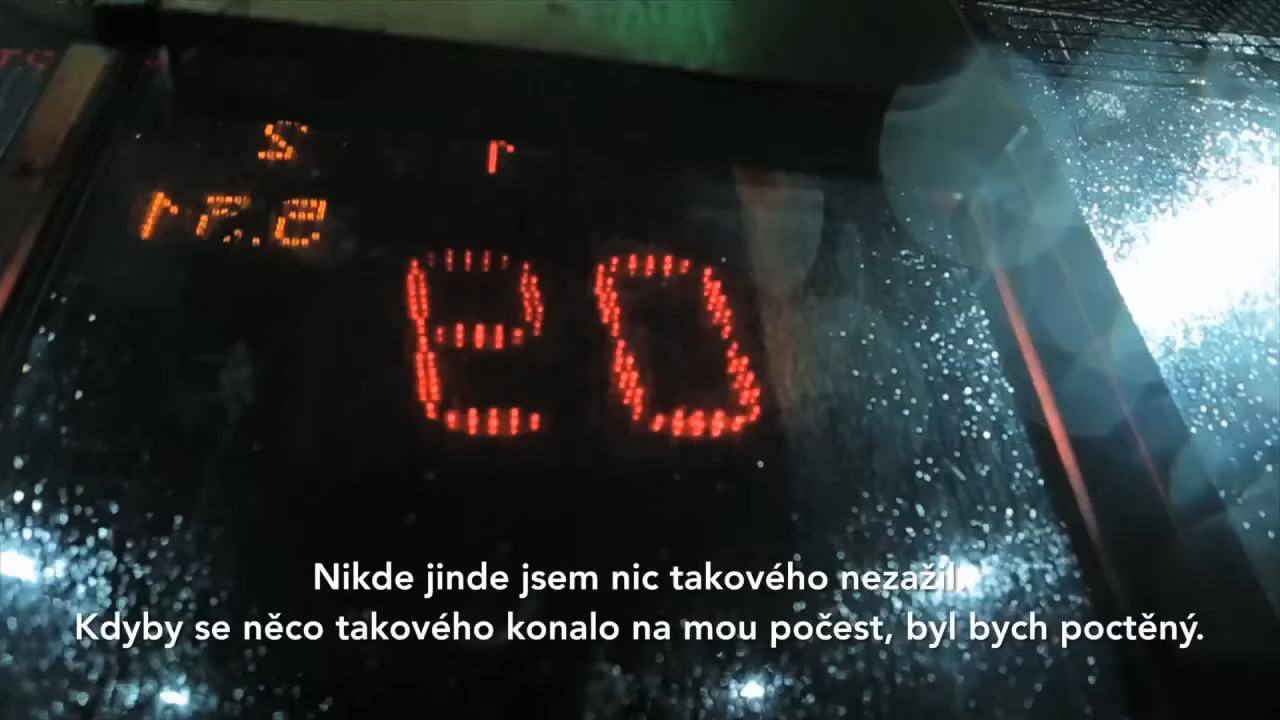 Nikde jinde jsem nic takového nezažil.
Kdyby se něco takového konalo na mou počest, byl bych poctěný.